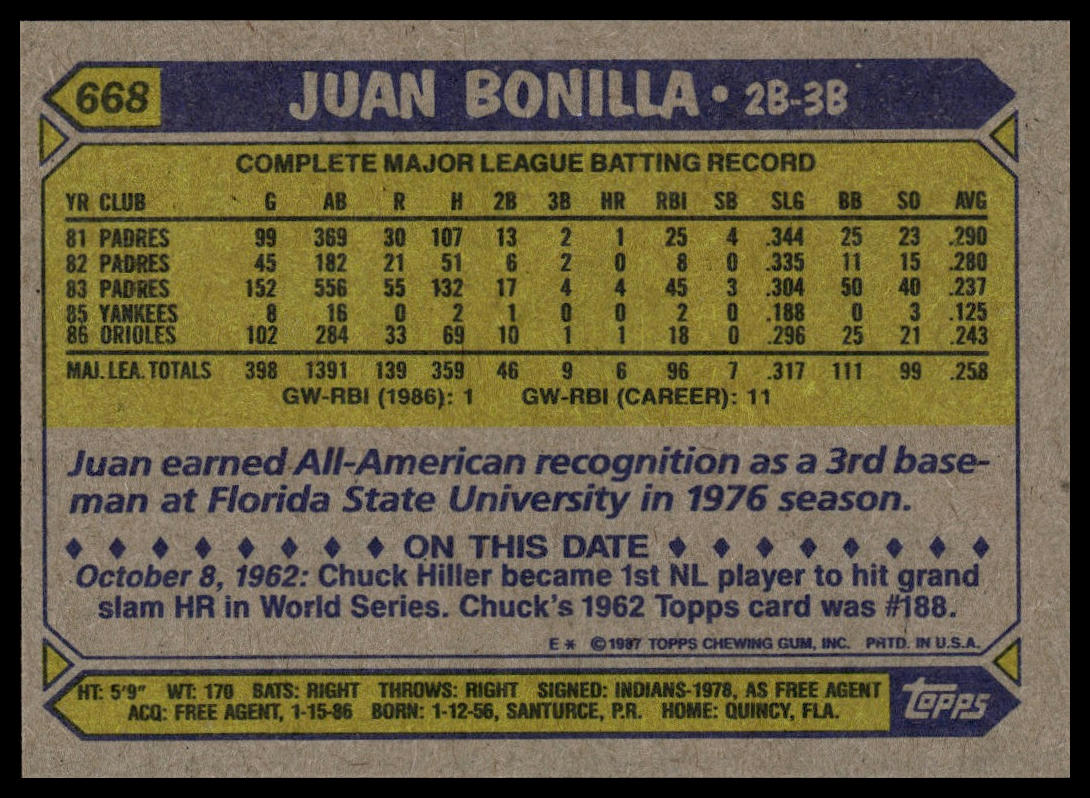 668 JUAN BONILLA • 2B-3B
COMPLETE MAJOR LEAGUE BATTING RECORD
YR CLUB G AB R H 2B 3B HR RBI SB SLG BB SO AVG
81 PADRES 99 369 30 107 13 2 1 25 4 .344 25 23 .290
82 PADRES 45 182 21 51 6 2 0 8 0 .335 11 15 .280
83 PADRES 152 556 55 132 17 4 4 45 3 .304 50 40 .237
85 YANKEES 8 16 0 2 1 0 0 2 0 .188 0 3 .125
86 ORIOLES 102 284 33 69 10 1 1 18 0 .296 25 21 .243
MAJ. LEA. TOTALS 398 1391 139 359 46 9 6 96 7 .317 111 99 .258
GW-RBI (1986): 1 GW-RBI (CAREER): 11
Juan earned All-American recognition as a 3rd base-
man at Florida State University in 1976 season.
♦ ♦ ♦ ♦ ♦ ♦ ♦ ♦ ON THIS DATE ♦ ♦ ♦ ♦ ♦ ♦ ♦ ♦
October 8, 1962: Chuck Hiller became 1st NL player to hit grand
slam HR in World Series. Chuck's 1962 Topps card was #188.
E * ©1987 TOPPS CHEWING GUM, INC. PRTD. IN U.S.A.
HT: 5'9" WT: 170 BATS: RIGHT THROWS: RIGHT SIGNED: INDIANS-1978, AS FREE AGENT
ACQ: FREE AGENT, 1-15-86 BORN: 1-12-56, SANTURCE, P.R. HOME: QUINCY, FLA.
TOPPS